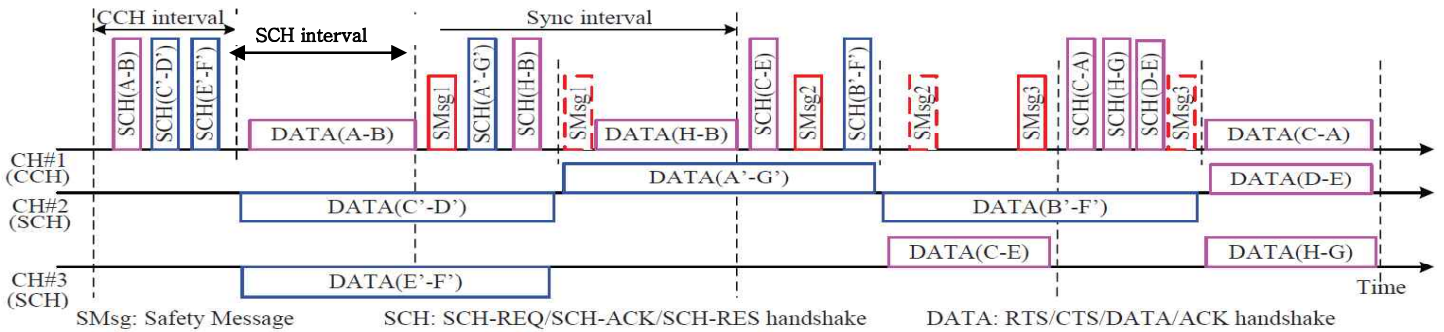 CCH interval
SCH interval
Sync interval
SCH(A-B)
SCH(C'-D')
SCH(E'-F')
DATA(A-B)
SMsg1
SCH(A'-G')
SCH(H-B)
SMsg1
DATA(H-B)
SCH(C-E)
SMsg2
SCH(B'-F')
SMsg2
SMsg3
SCH(C-A)
SCH(H-G)
SCH(D-E)
SMsg3
DATA(C-A)
CH#1
(CCH)
DATA(A'-G')
DATA(D-E)
CH#2
(SCH)
DATA(C'-D')
DATA(B'-F')
DATA(C-E)
DATA(H-G)
CH#3
(SCH)
DATA(E'-F')
Time
SMsg: Safety Message
SCH: SCH-REQ/SCH-ACK/SCH-RES handshake
DATA: RTS/CTS/DATA/ACK handshake